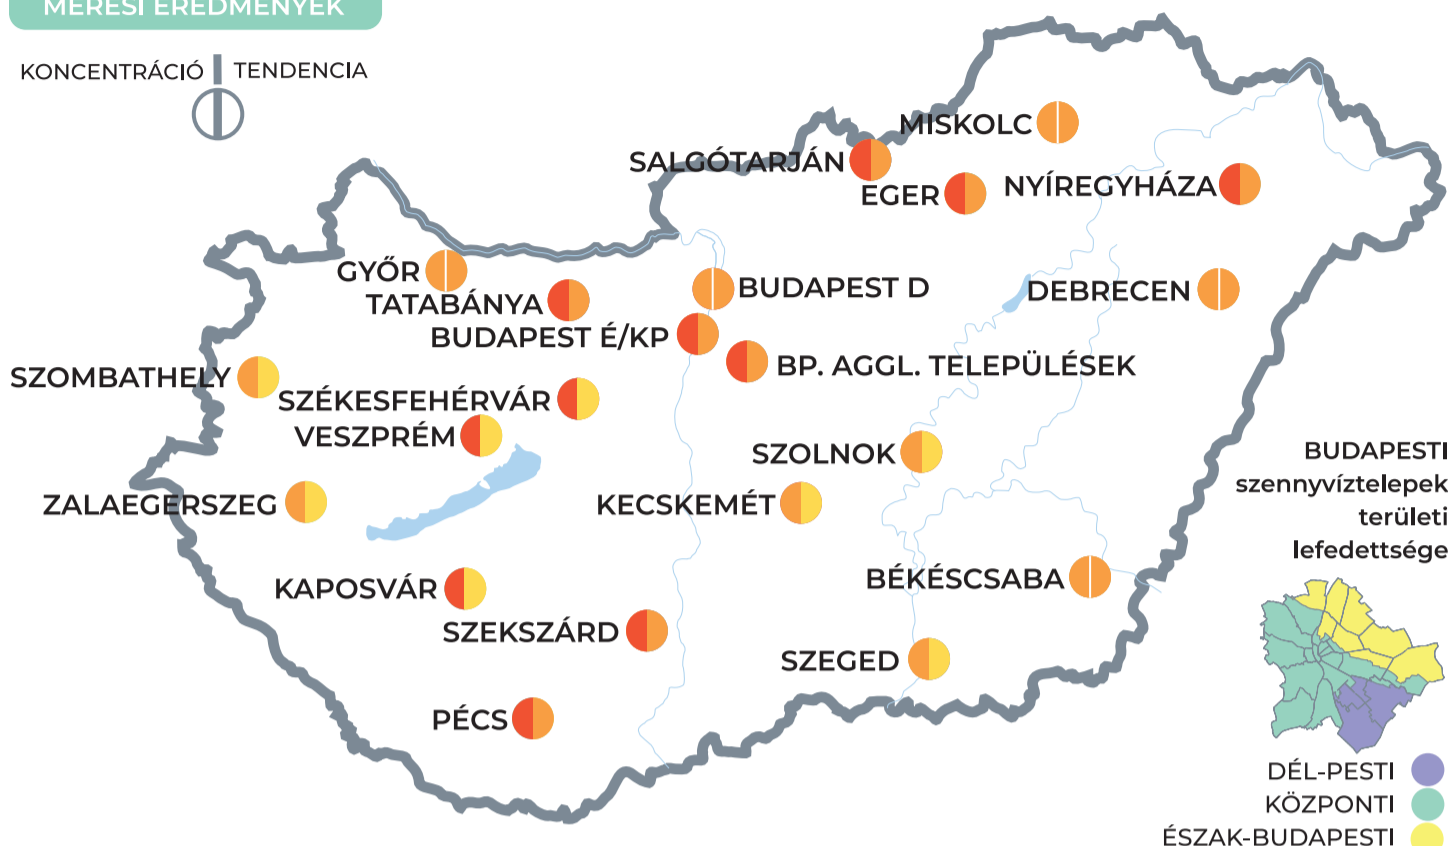 MÉRÉSI EREDMÉNYEK
KONCENTRÁCIÓ
TENDENCIA
MISKOLC
SALGÓTARJÁN
EGER
NYÍREGYHÁZA
GYŐR
TATABÁNYA
BUDAPEST D
DEBRECEN
BUDAPEST É/KP
BP. AGGL. TELEPÜLÉSEK
SZOMBATHELY
SZÉKESFEHÉRVÁR
VESZPRÉM
SZOLNOK
ZALAEGERSZEG
KECSKEMÉT
BUDAPESTI
szennyvíztelepek
területi
lefedettsége
KAPOSVÁR
BÉKÉSCSABA
SZEKSZÁRD
SZEGED
PÉCS
DÉL-PESTI
KÖZPONTI
ÉSZAK-BUDAPESTI